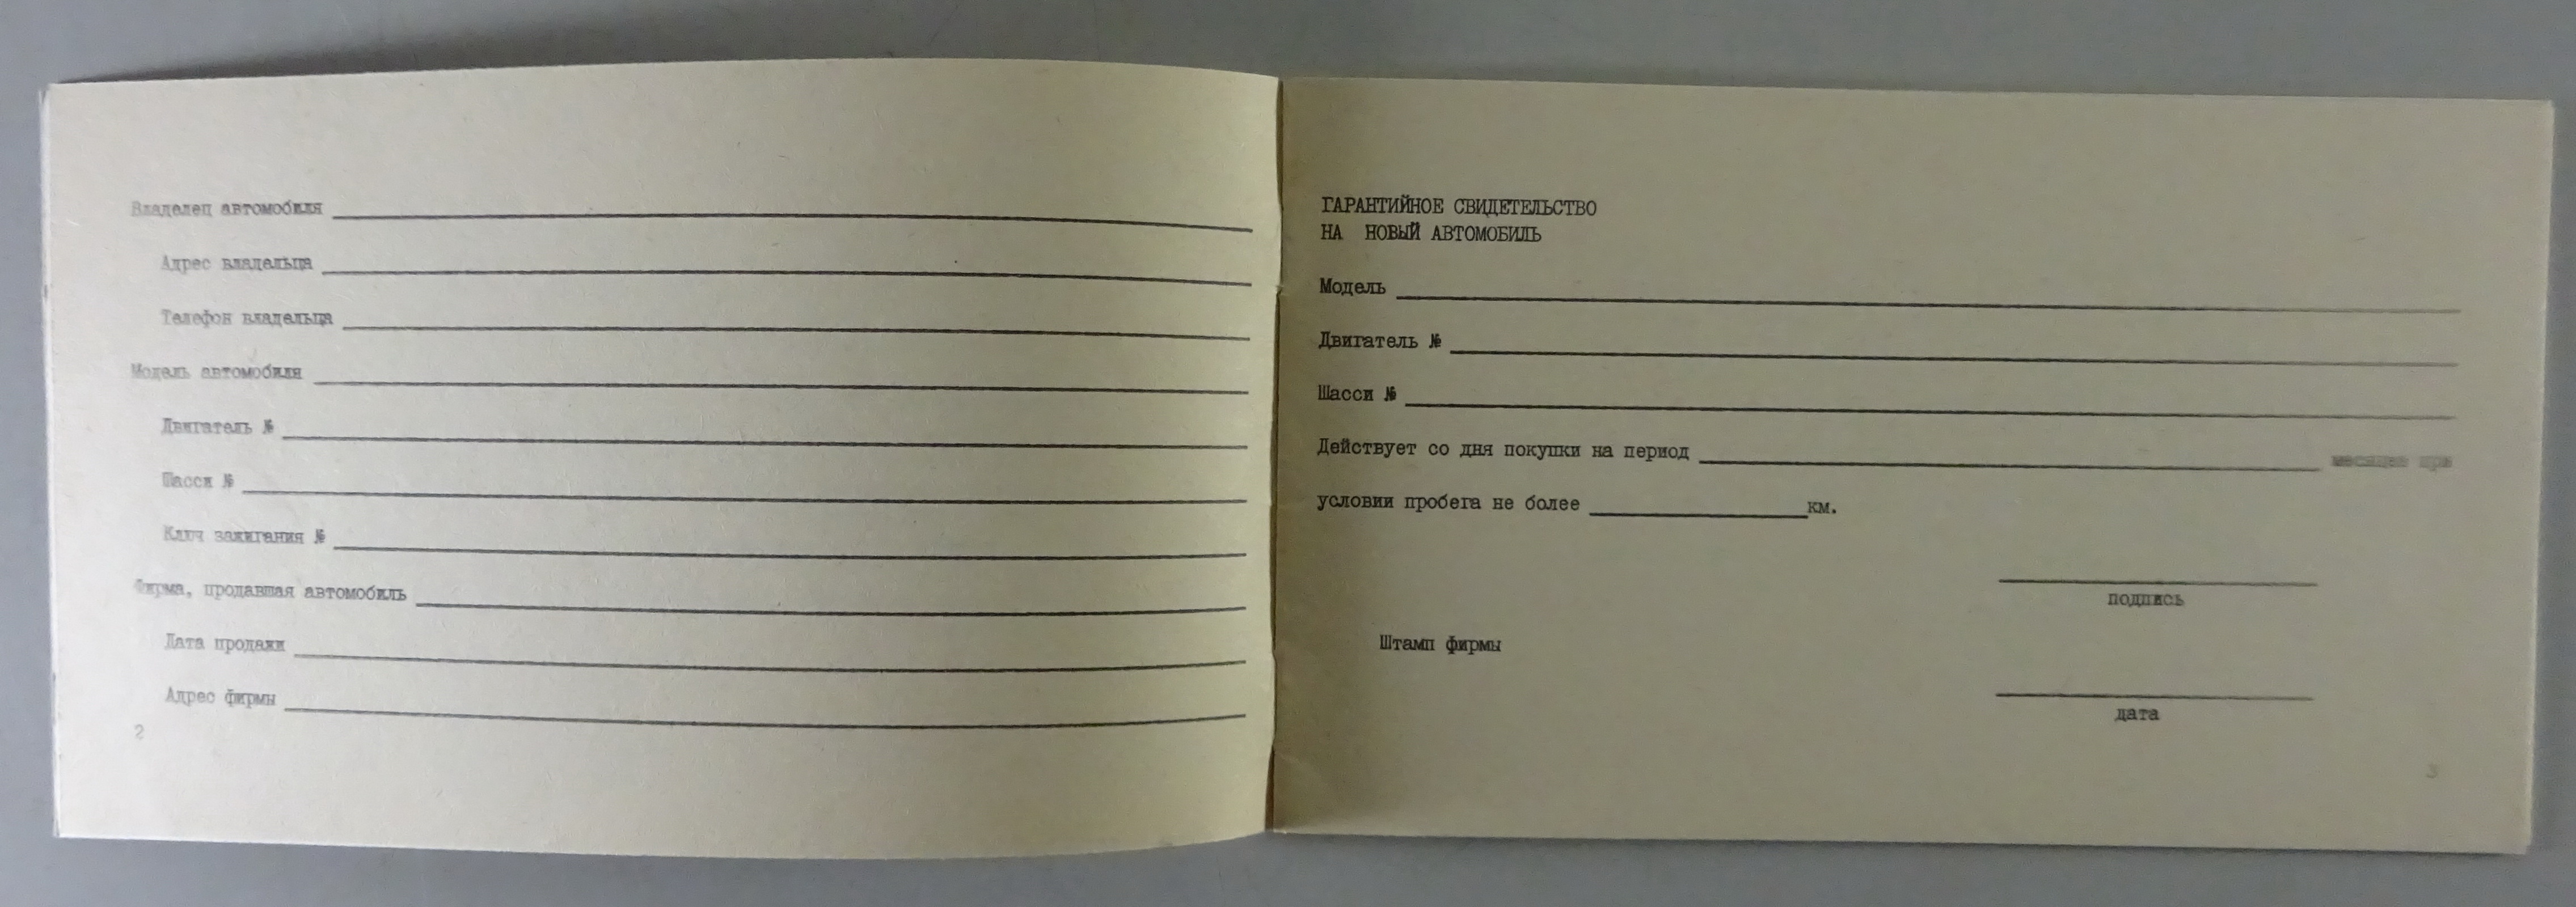 Владелец автомобиля
Адрес владельца
Телефон владельца
Модель автомобиля
Двигатель №
Шасси №
Ключ зажигания №
Фирма, продавшая автомобиль
Дата продажи
Адрес фирмы
2
ГАРАНТИЙНОЕ СВИДЕТЕЛЬСТВО
НА НОВЫЙ АВТОМОБИЛЬ
Модель
Двигатель №
Шасси №
Действует со дня покупки на период месяцев при
условии пробега не более км.
подпись
Штамп фирмы
дата
3